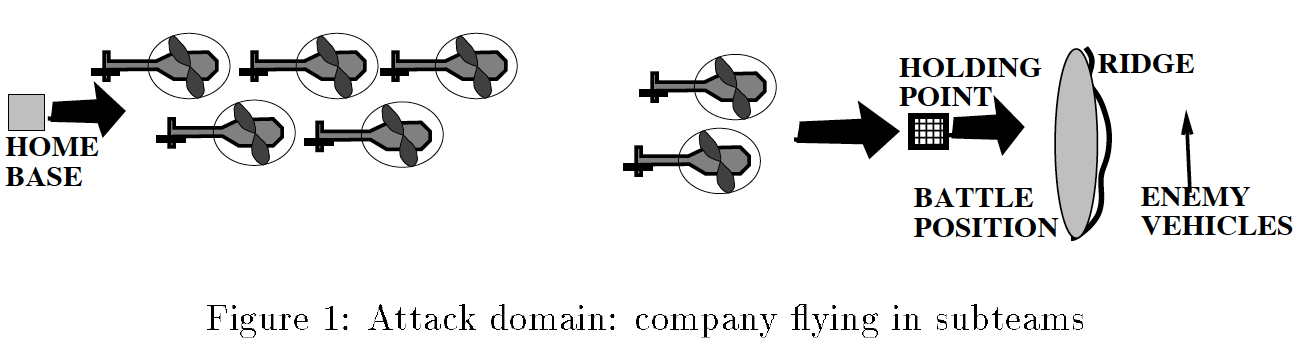 HOME
BASE
HOLDING
POINT
RIDGE
BATTLE
POSITION
ENEMY
VEHICLES
Figure 1: Attack domain: company flying in subteams